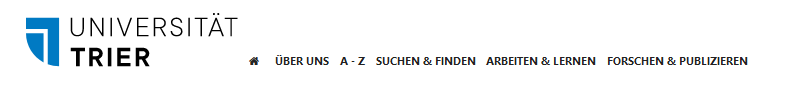 UNIVERSITÄT
TRIER
ÜBER UNS A - Z SUCHEN & FINDEN ARBEITEN & LERNEN FORSCHEN & PUBLIZIEREN